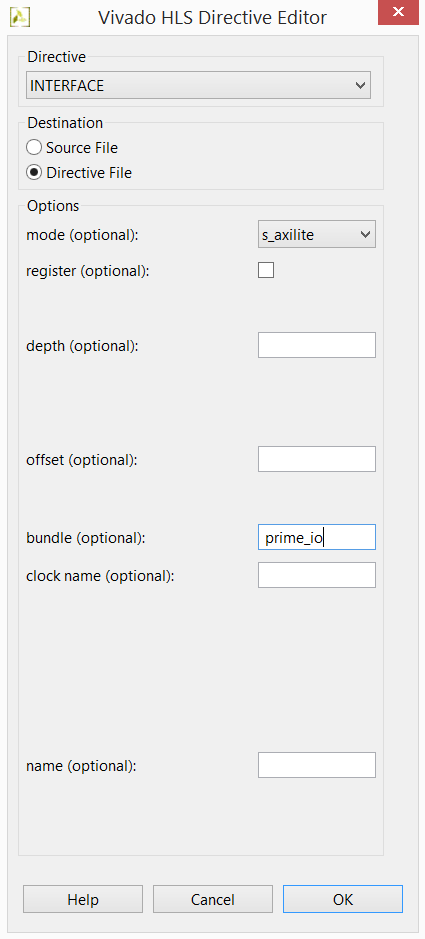 Vivado HLS Directive Editor
Directive
INTERFACE
Destination
Source File
Directive File
Options
mode (optional): s_axilite
register (optional):
depth (optional):
offset (optional):
bundle (optional): prime_io
clock name (optional):
name (optional):
Help Cancel OK